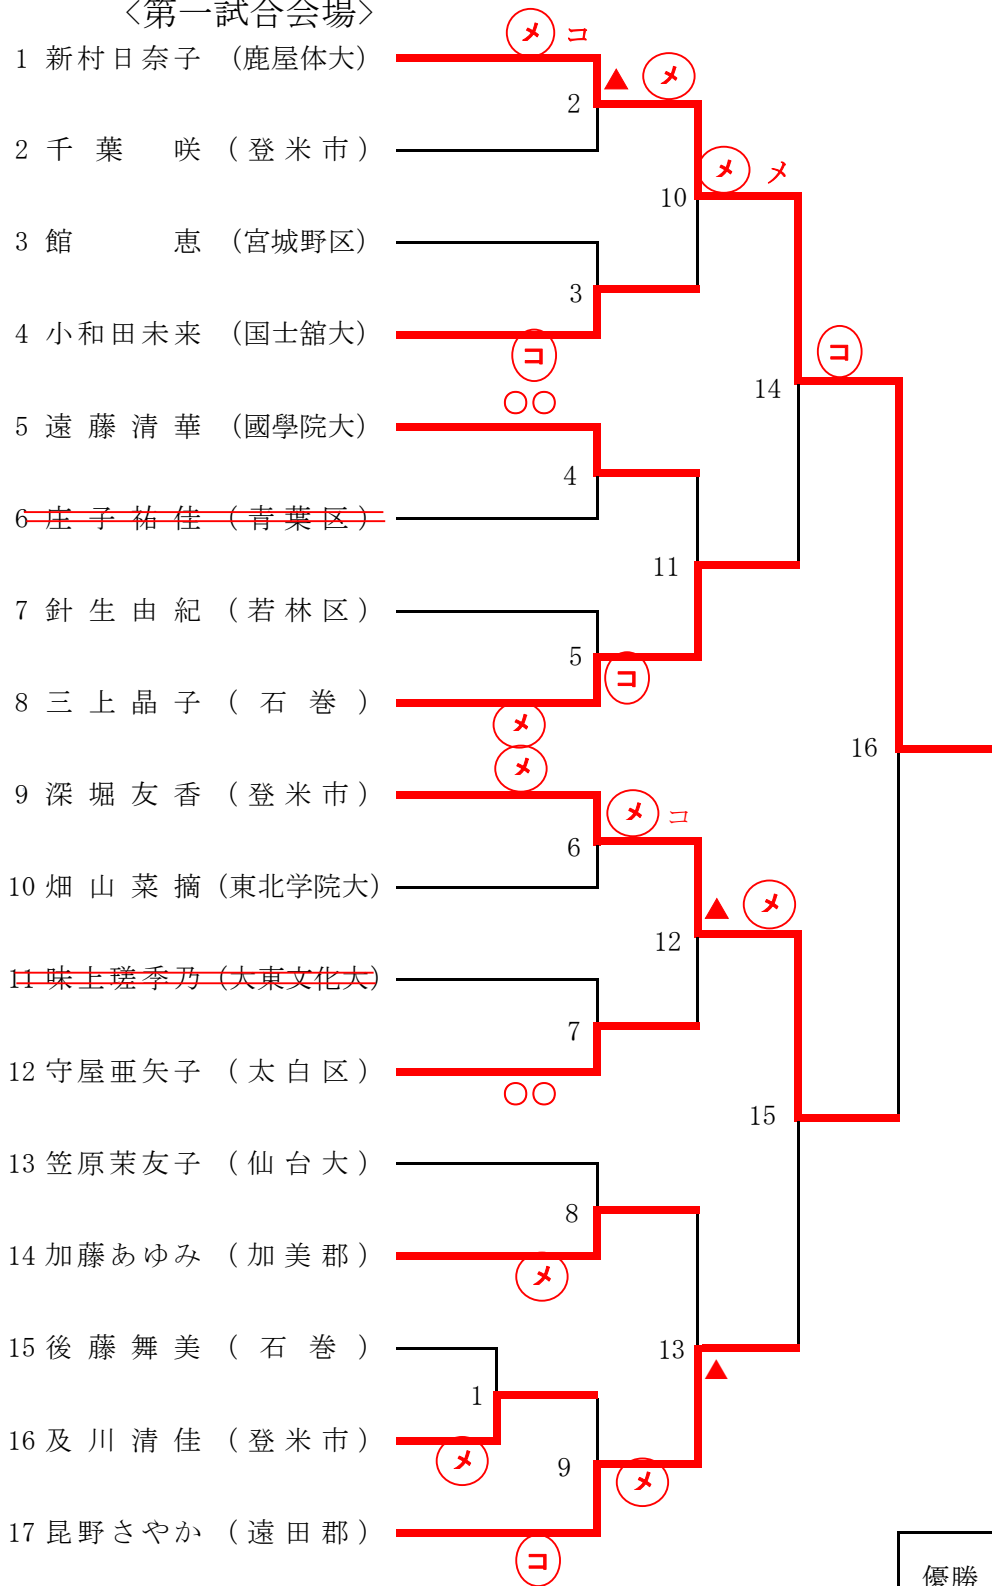 〈第一試合会場〉
メ コ
1 新村日奈子 (鹿屋体大)
▲ メ
2
2 千葉 咲 (登米市)
メ メ
10
3 館 恵 (宮城野区)
3
4 小和田未来 (国士舘大)
コ
コ
14
○○
5 遠藤清華 (國學院大)
4
6 庄子祐佳 (青葉区)
11
7 針生由紀 (若林区)
5
コ
8 三上晶子 (石巻)
メ
16
メ
9 深堀友香 (登米市)
メ コ
6
10 畑山菜摘 (東北学院大)
▲ メ
12
11 味上瑳季乃 (大東文化大)
7
12 守屋亜矢子 (太白区)
○○
15
13 笠原茉友子 (仙台大)
8
14 加藤あゆみ (加美郡)
メ
15 後藤舞美 (石巻)
13
▲
1
16 及川清佳 (登米市)
メ
9
メ
17 昆野さやか (遠田郡)
コ
優勝